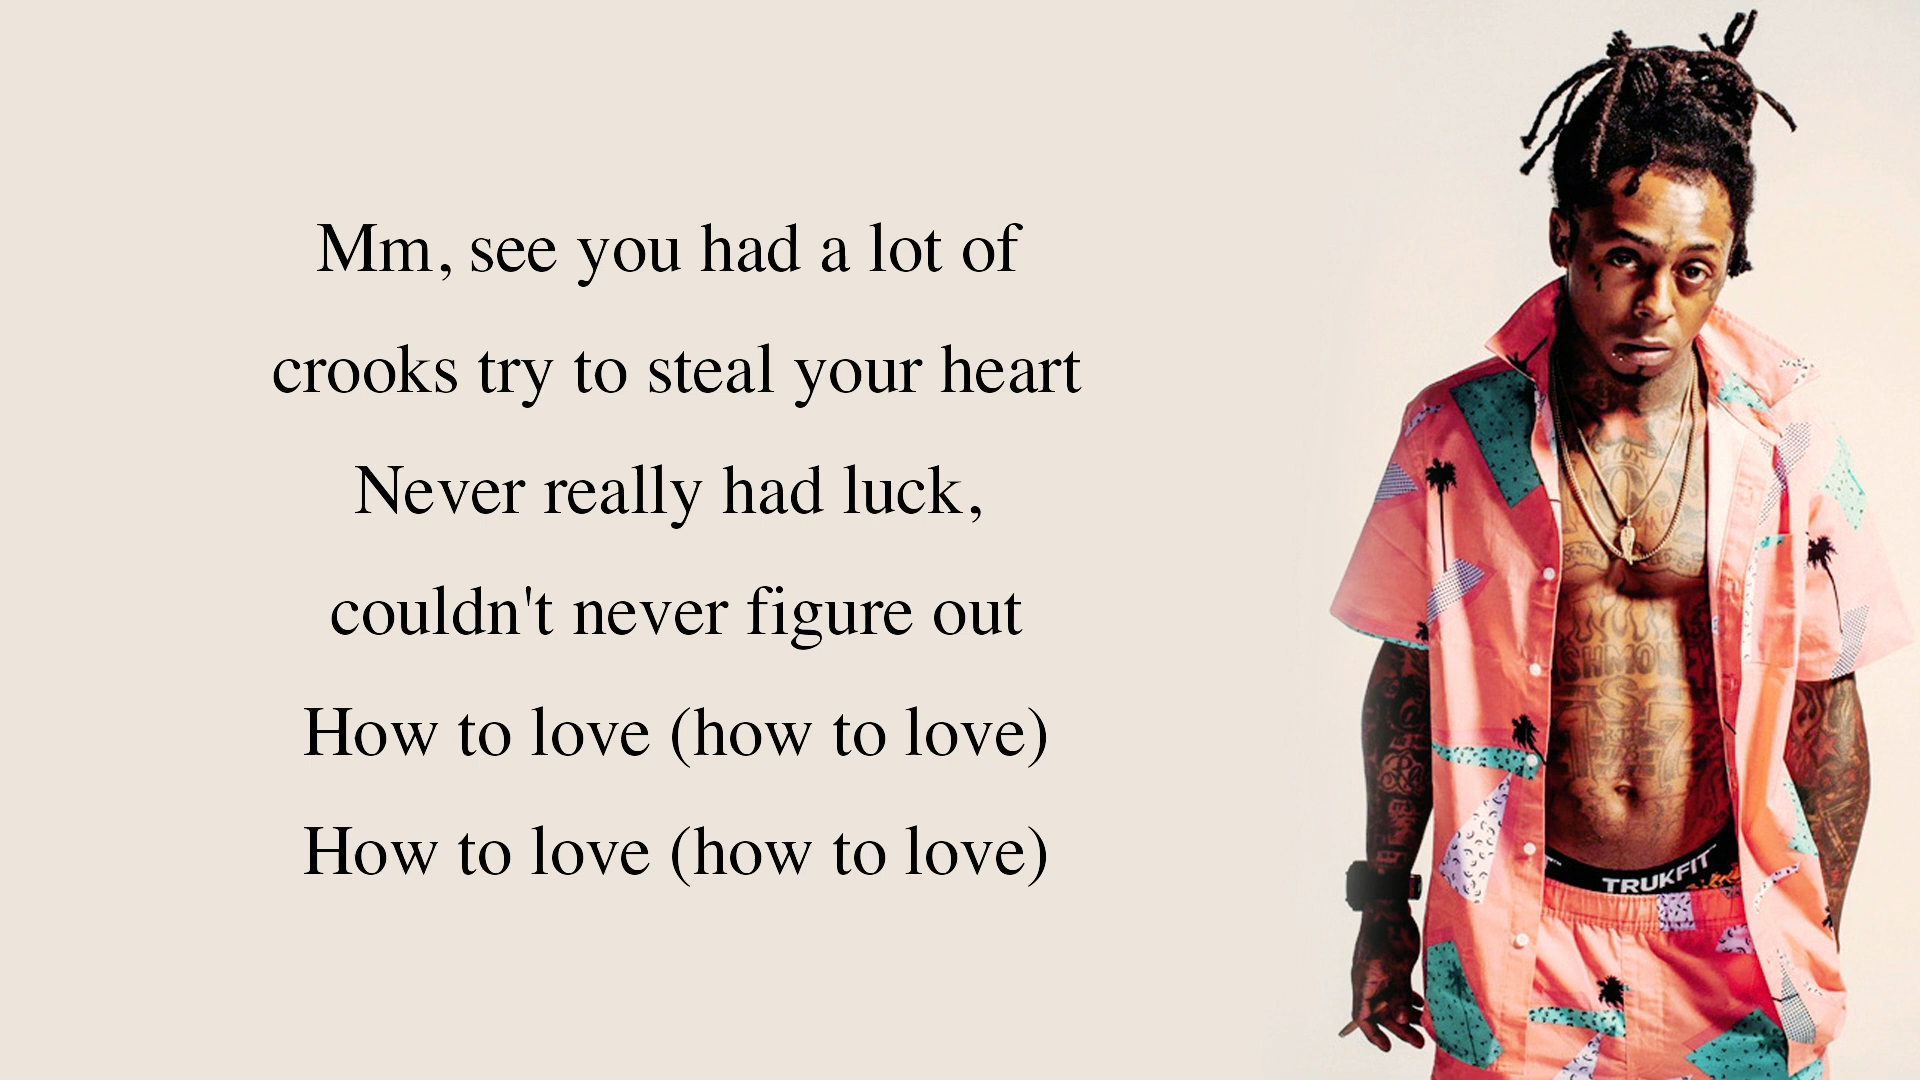 Mm, see you had a lot of
crooks try to steal your heart
Never really had luck,
couldn't never figure out
How to love (how to love)
How to love (how to love)
TRUKFIT